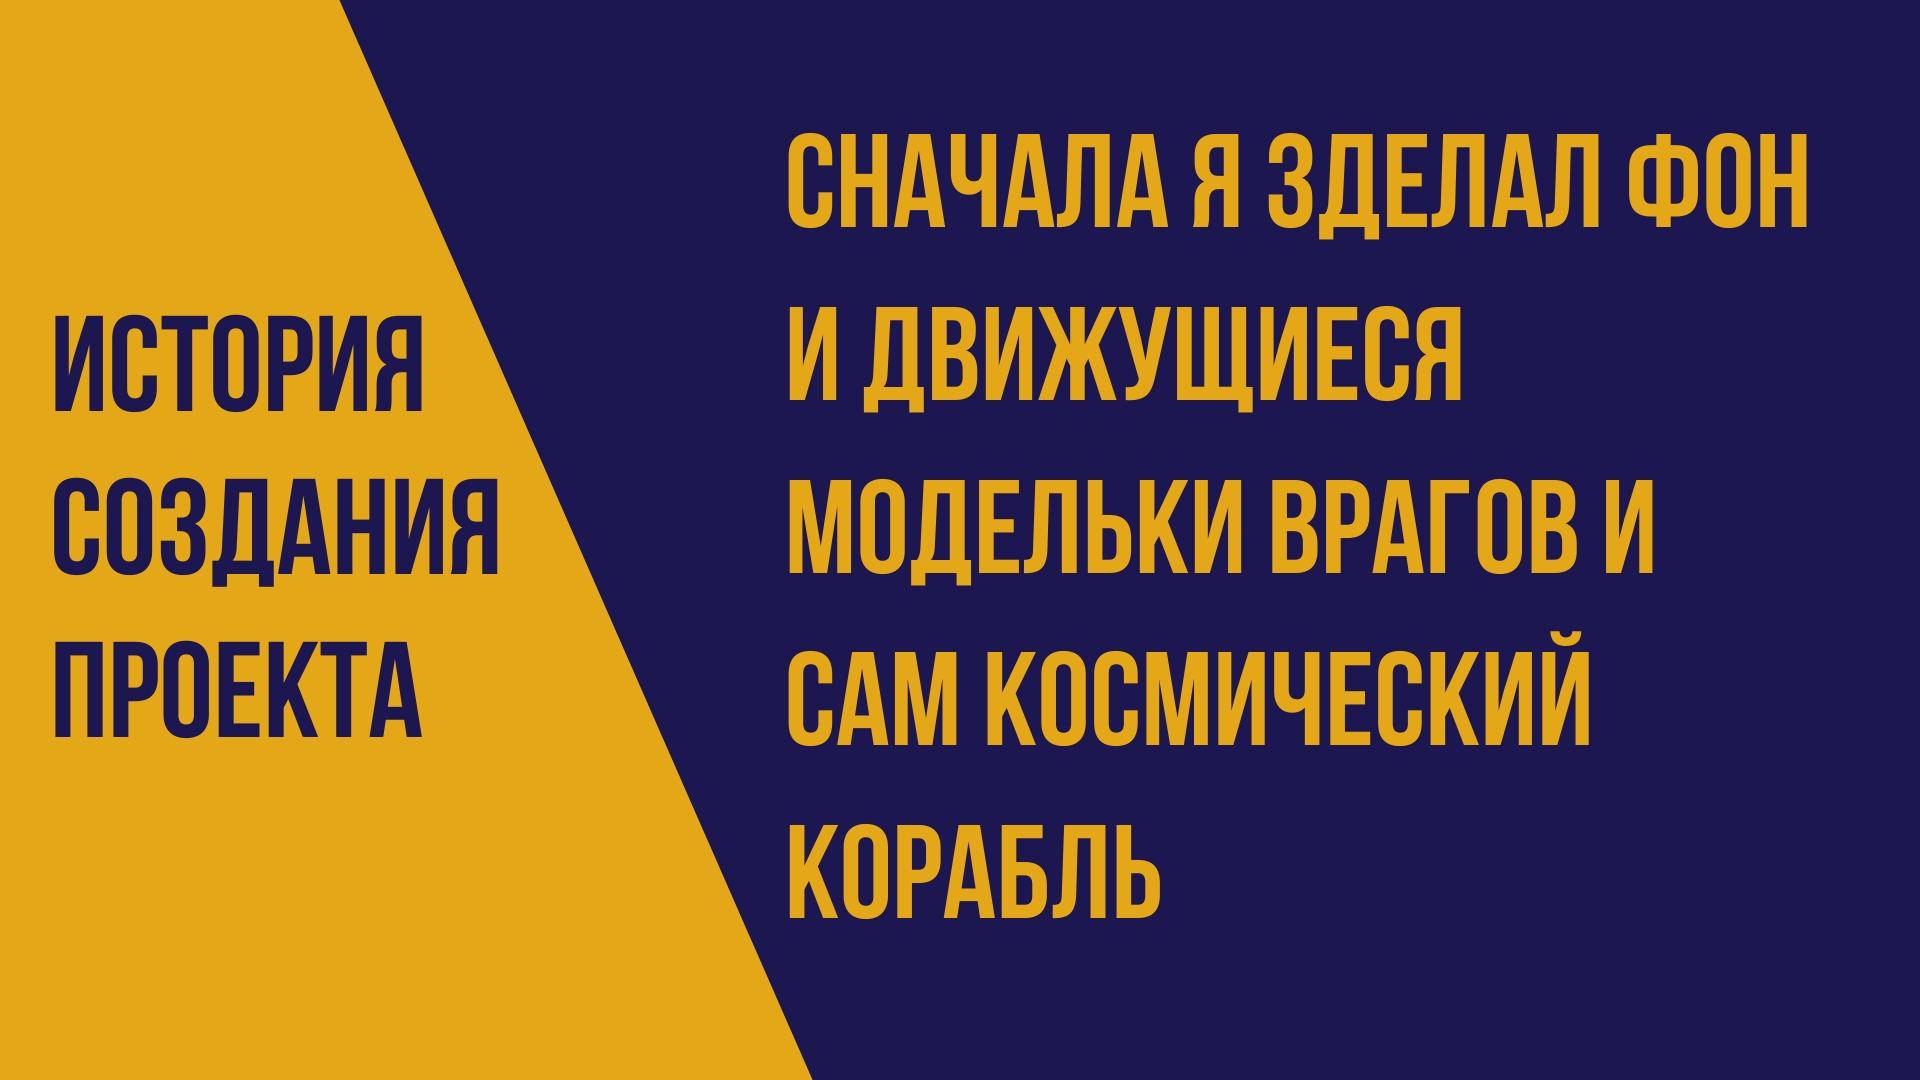 ИСТОРИЯ
СОЗДАНИЯ
ПРОЕКТА
СНАЧАЛА Я ЗДЕЛАЛ ФОН
И ДВИЖУЩИЕСЯ
МОДЕЛЬКИ ВРАГОВ И
САМ КОСМИЧЕСКИЙ
КОРАБЛЬ